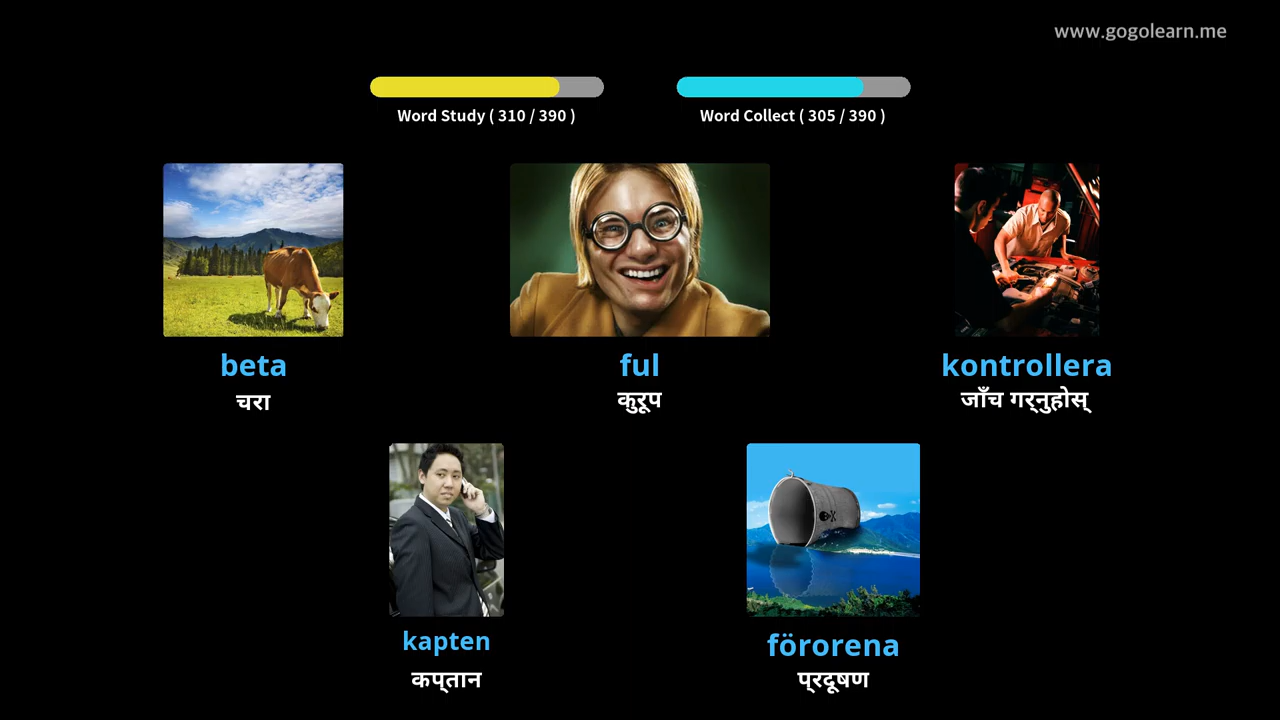 www.gogolearn.me
Word Study ( 310 / 390 )
Word Collect ( 305 / 390 )
beta
चरा
ful
कुरूप
kontrollera
जाँच गर्नुहोस्
kapten
कप्तान
förorena
प्रदूषण